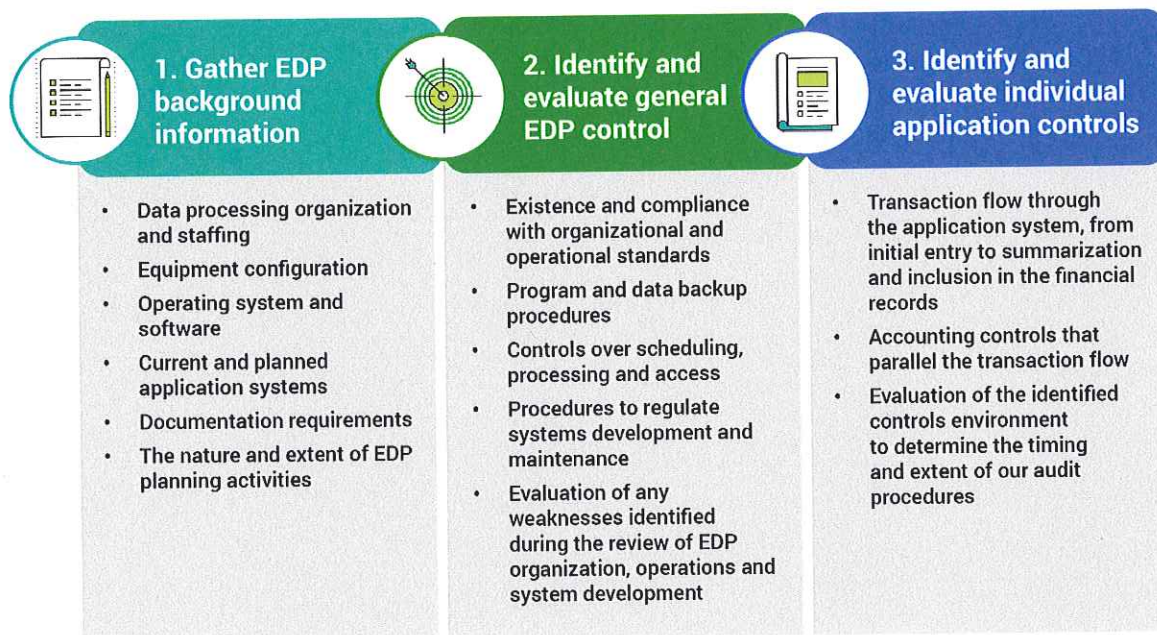 1. Gather EDP
background
information
• Data processing organization
and staffing
• Equipment configuration
• Operating system and
software
• Current and planned
application systems
• Documentation requirements
• The nature and extent of EDP
planning activities
2. Identify and
evaluate general
EDP control
• Existence and compliance
with organizational and
operational standards
• Program and data backup
procedures
• Controls over scheduling,
processing and access
• Procedures to regulate
systems development and
maintenance
• Evaluation of any
weaknesses identified
during the review of EDP
organization, operations and
system development
3. Identify and
evaluate individual
application controls
• Transaction flow through
the application system, from
initial entry to summarization
and inclusion in the financial
records
• Accounting controls that
parallel the transaction flow
• Evaluation of the identified
controls environment
to determine the timing
and extent of our audit
procedures